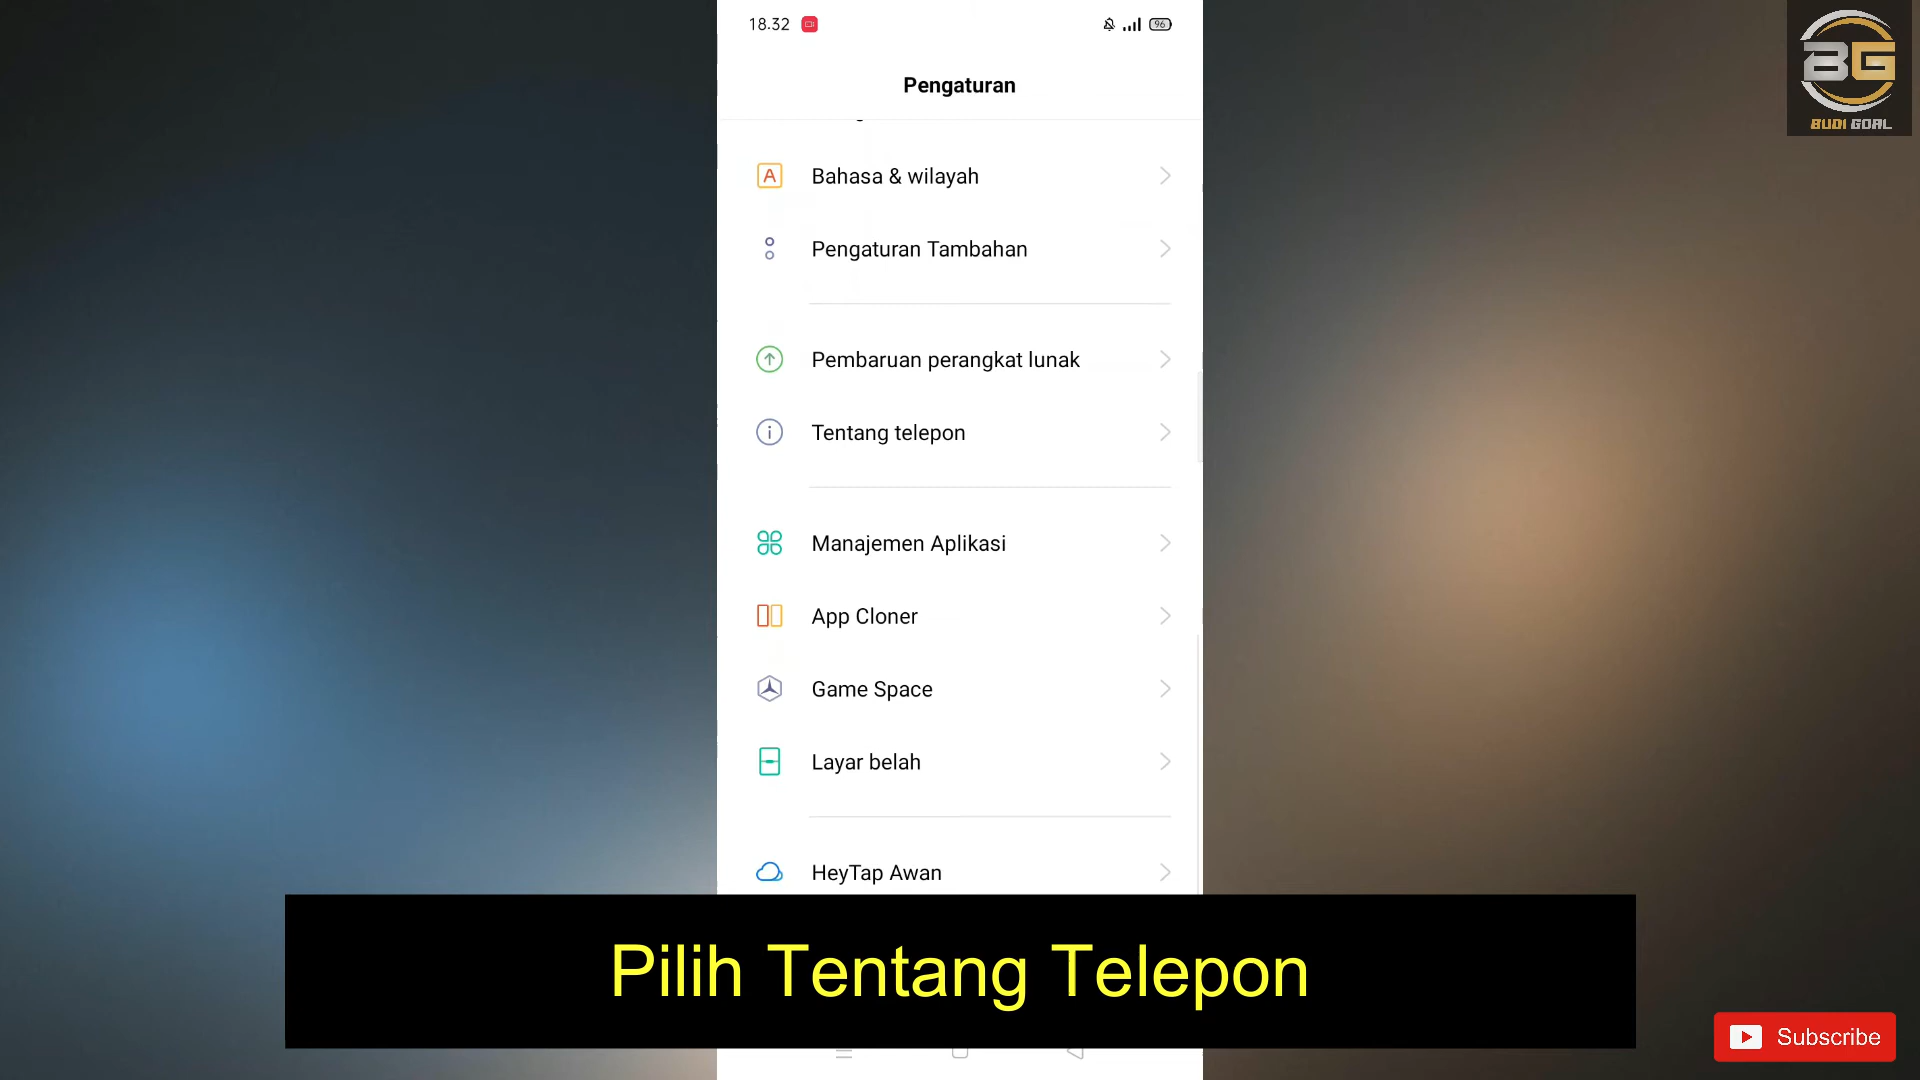 18.32
96
BG
BUDI GOAL
Pengaturan
A
Bahasa & wilayah
Pengaturan Tambahan
Pembaruan perangkat lunak
Tentang telepon
Manajemen Aplikasi
App Cloner
Game Space
Layar belah
HeyTap Awan
Pilih Tentang Telepon
Subscribe